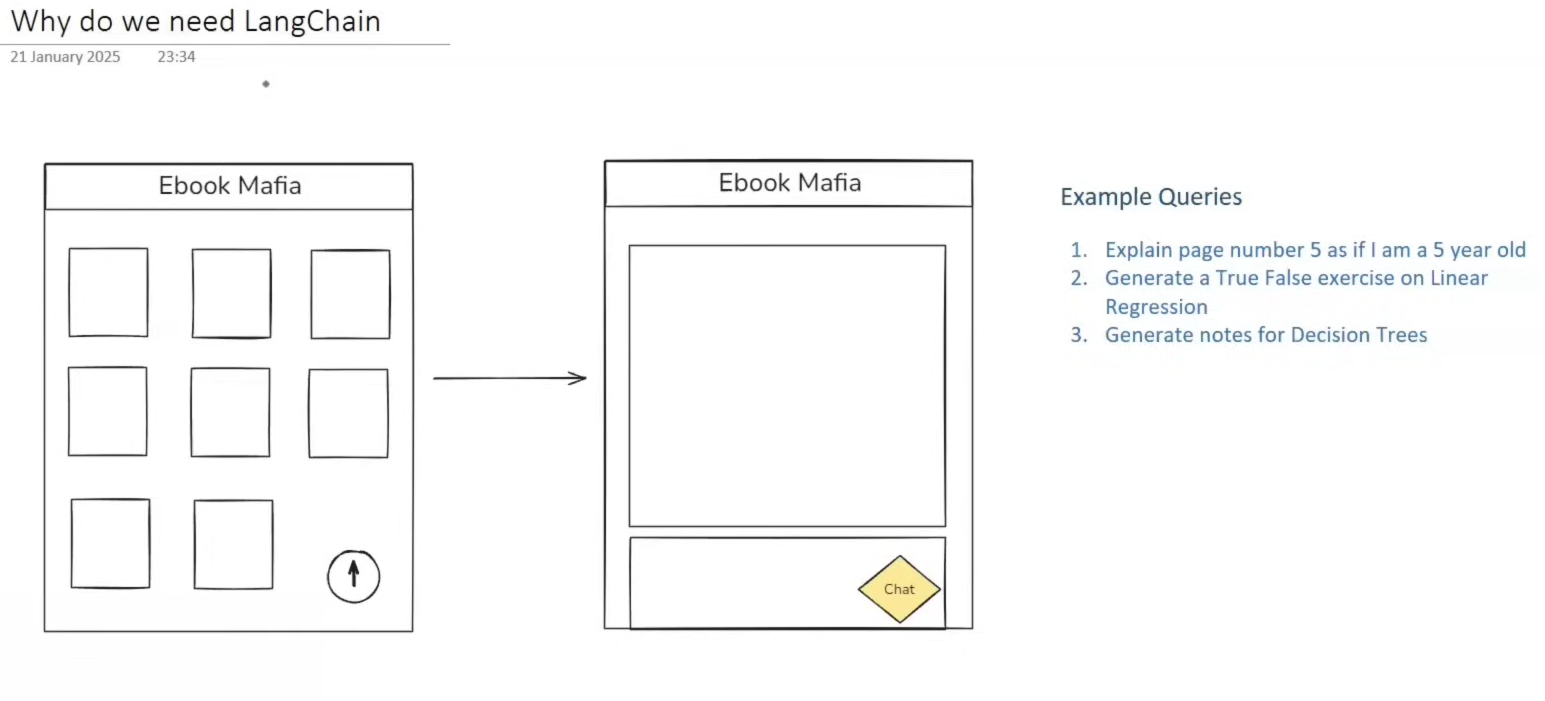 Why do we need LangChain
21 January 2025 23:34
Ebook Mafia
Ebook Mafia
Chat
Example Queries
1. Explain page number 5 as if I am a 5 year old
2. Generate a True False exercise on Linear
Regression
3. Generate notes for Decision Trees